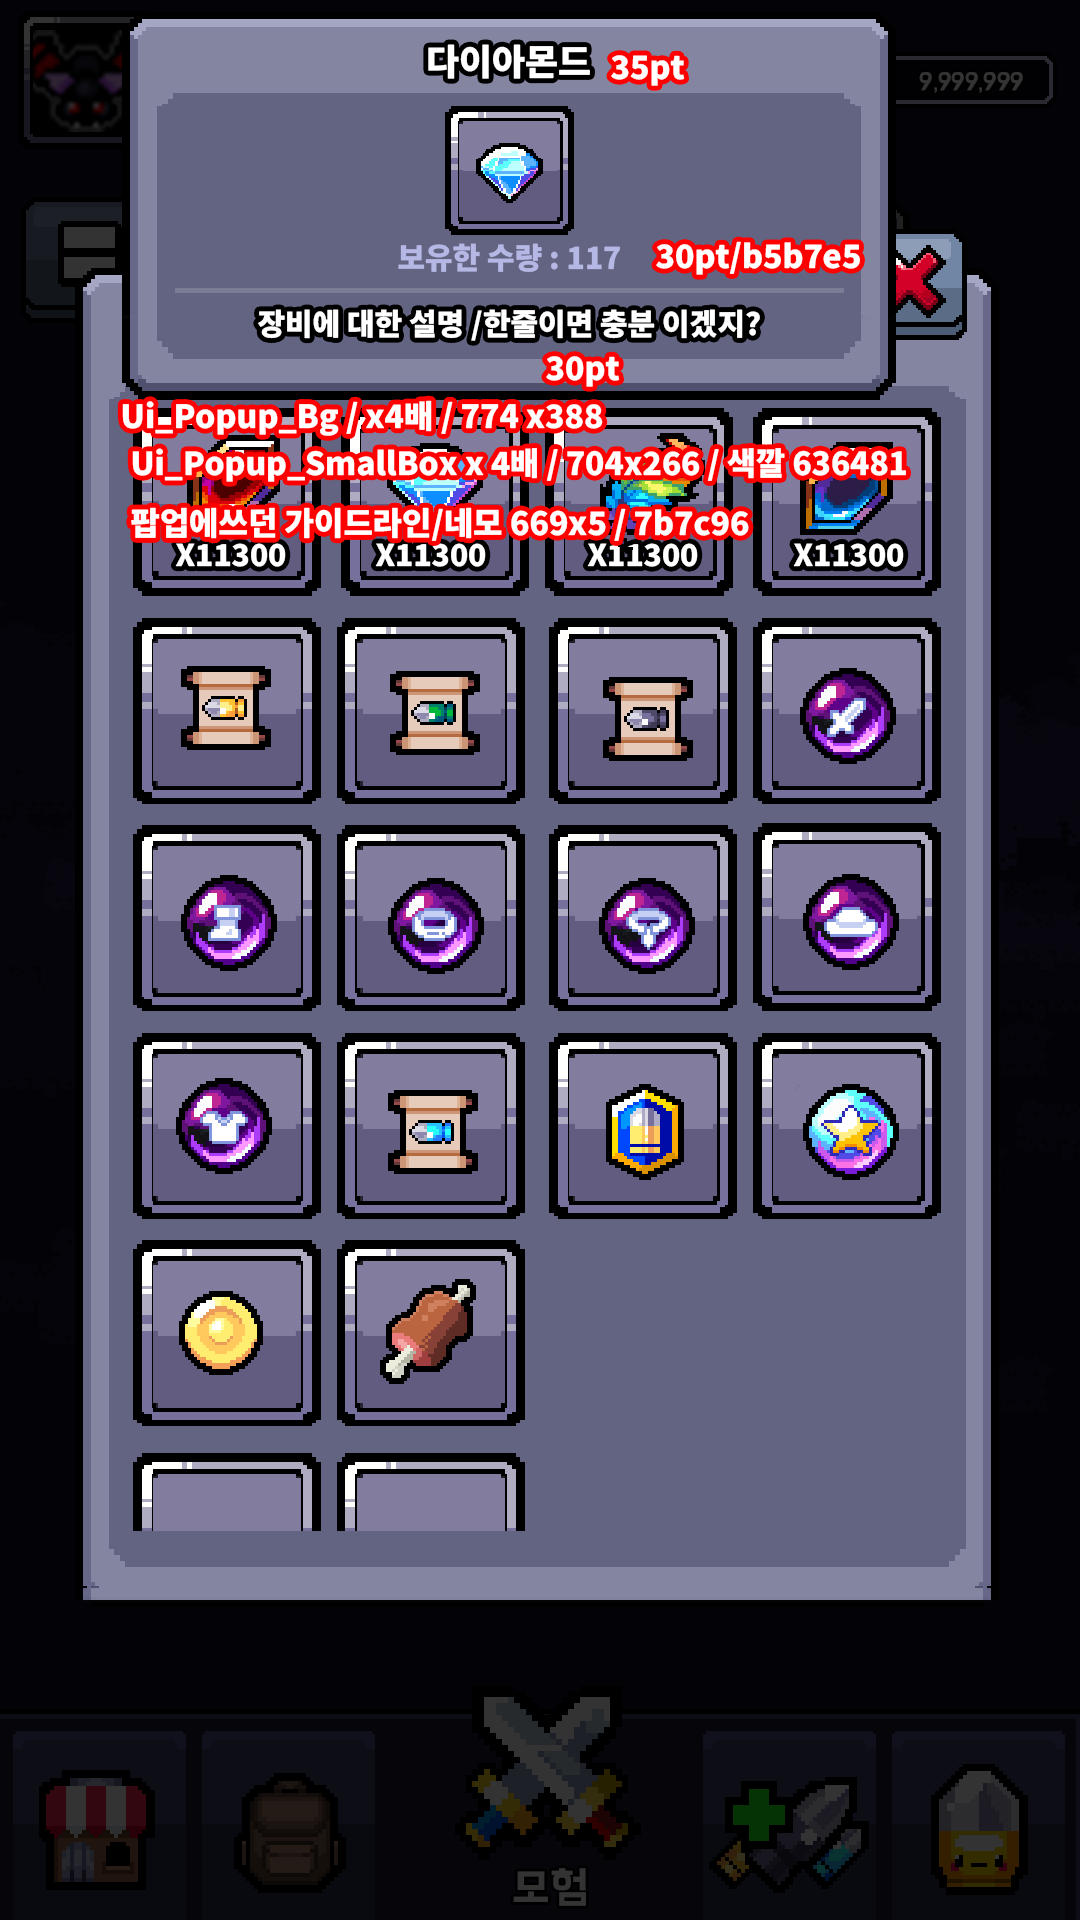 다이아몬드 35pt
9,999,999
보유한 수량 : 117 30pt/b5b7e5
장비에 대한 설명 /한줄이면 충분 이겠지?
30pt
Ui_Popup_Bg / x4배 / 774 x388
Ui_Popup_SmallBox x 4배 / 704x266 / 색깔 636481
팝업에쓰던 가이드라인/네모 669x5 / 7b7c96
X11300 X11300 X11300 X11300
모험